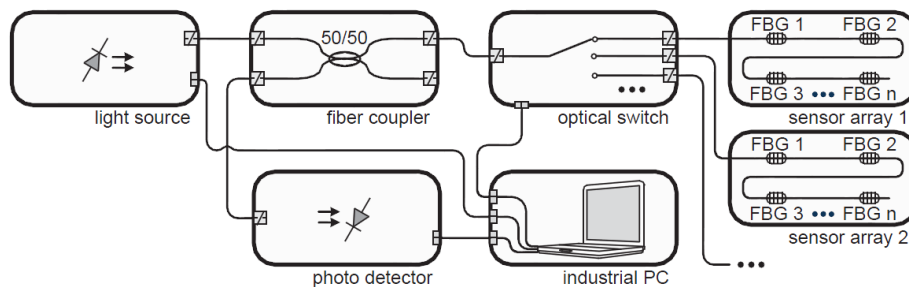 50/50
FBG 1 FBG 2
FBG 3 ••• FBG n
light source
fiber coupler
•••
optical switch
sensor array 1
FBG 1 FBG 2
FBG 3 ••• FBG n
sensor array 2
photo detector
industrial PC
•••